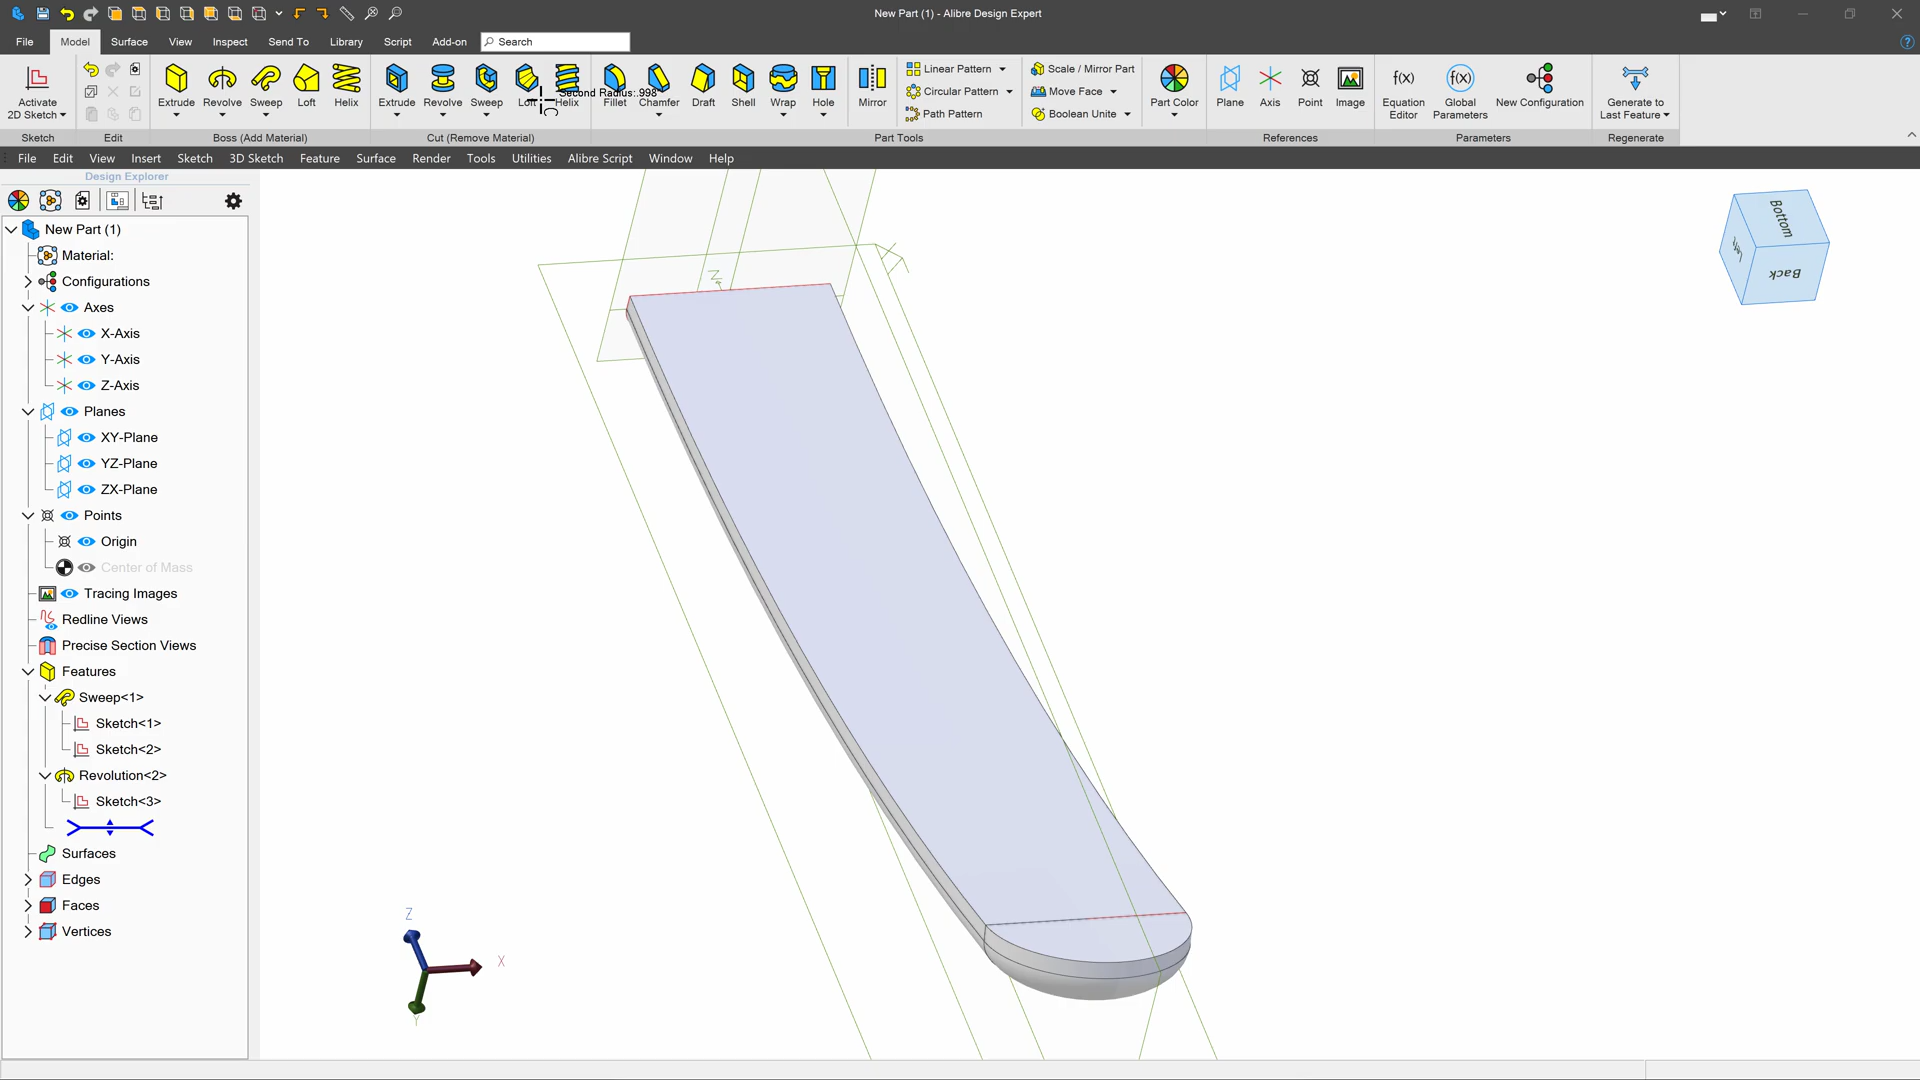 New Part (1) - Alibre Design Expert
File Model Surface View Inspect Send To Library Script Add-on Search
Activate
2D Sketch
Extrude Revolve Sweep Loft Helix
Extrude Revolve Sweep Loft Helix
Second Radius:.998"
Fillet Chamfer Draft Shell Wrap Hole Mirror
Linear Pattern
Circular Pattern
Path Pattern
Scale / Mirror Part
Move Face
Boolean Unite
Part Color
Plane Axis Point Image
f(x)
Equation
Editor
f(x)
Global
Parameters
New Configuration
Generate to
Last Feature
Sketch Edit Boss (Add Material) Cut (Remove Material) Part Tools References Parameters Regenerate
File Edit View Insert Sketch 3D Sketch Feature Surface Render Tools Utilities Alibre Script Window Help
Design Explorer
New Part (1)
Material:
Configurations
Axes
X-Axis
Y-Axis
Z-Axis
Planes
XY-Plane
YZ-Plane
ZX-Plane
Points
Origin
Center of Mass
Tracing Images
Redline Views
Precise Section Views
Features
Sweep<1>
Sketch<1>
Sketch<2>
Revolution<2>
Sketch<3>
Surfaces
Edges
Faces
Vertices
Z
Bottom
Back
Z
X
Y